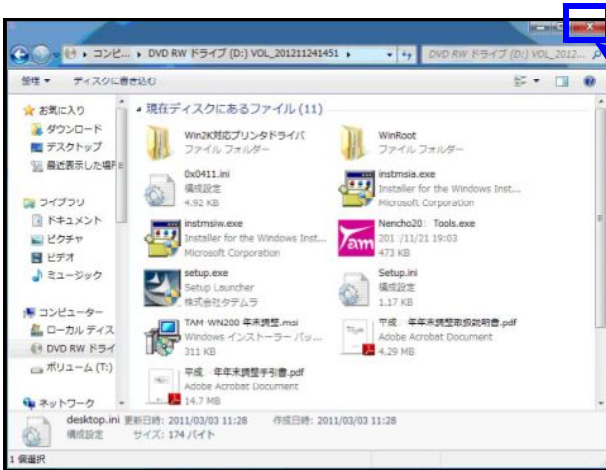 コンピ... ▸ DVD RW ドライブ (D:) VOL_201211241451 ▸
DVD RW ドライブ (D:) VOL_2012...
整理 ディスクに書き込む
お気に入り
ダウンロード
デスクトップ
最近表示した場所
ライブラリ
ドキュメント
ピクチャ
ビデオ
ミュージック
コンピューター
ローカル ディス
DVD RW ドライ
ボリューム (T:)
ネットワーク
現在ディスクにあるファイル (11)
Win2K対応プリンタドライバ
ファイル フォルダー
WinRoot
ファイル フォルダー
0x0411.ini
構成設定
4.92 KB
instmsia.exe
Installer for the Windows Inst...
Microsoft Corporation
instmsiw.exe
Installer for the Windows Inst...
Microsoft Corporation
Tam
Nencho20 Tools.exe
201 /11/21 19:03
473 KB
setup.exe
Setup Launcher
株式会社タテムラ
Setup.ini
構成設定
1.17 KB
TAM-WN200 年末調整.msi
Windows インストーラー パッ...
311 KB
平成 年年末調整取扱説明書.pdf
Adobe Acrobat Document
4.29 MB
平成 年年末調整手引書.pdf
Adobe Acrobat Document
14.7 MB
desktop.ini 更新日時: 2011/03/03 11:28 作成日時: 2011/03/03 11:28
構成設定 サイズ: 174 バイト
1 個選択